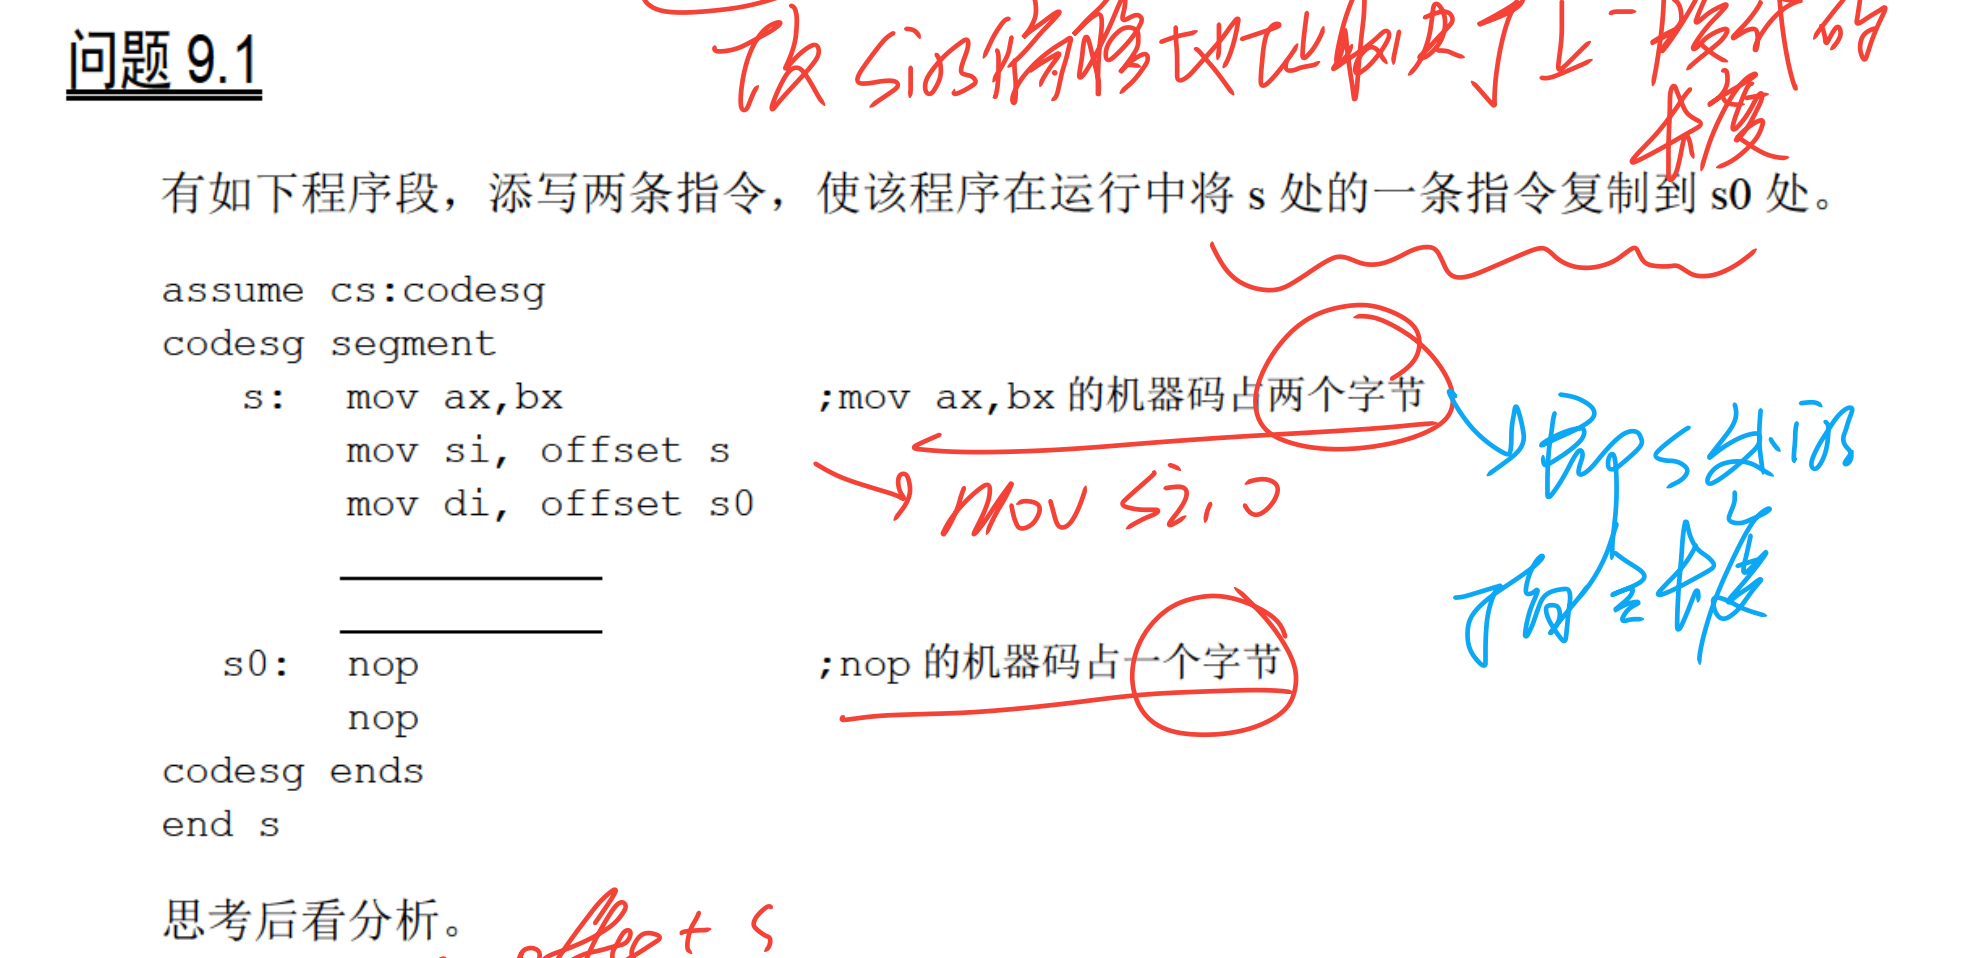 故si的偏移地址取决于上一段代的
问题 9.1
长度
有如下程序段，添写两条指令，使该程序在运行中将 s 处的一条指令复制到 s0 处。
assume cs:codesg
codesg segment
s: mov ax,bx ;mov ax,bx 的机器码占两个字节
mov si, offset s
即s处的
mov di, offset s0
mov si, 0
指令长度
s0: nop ;nop 的机器码占一个字节
nop
codesg ends
end s
思考后看分析。
s